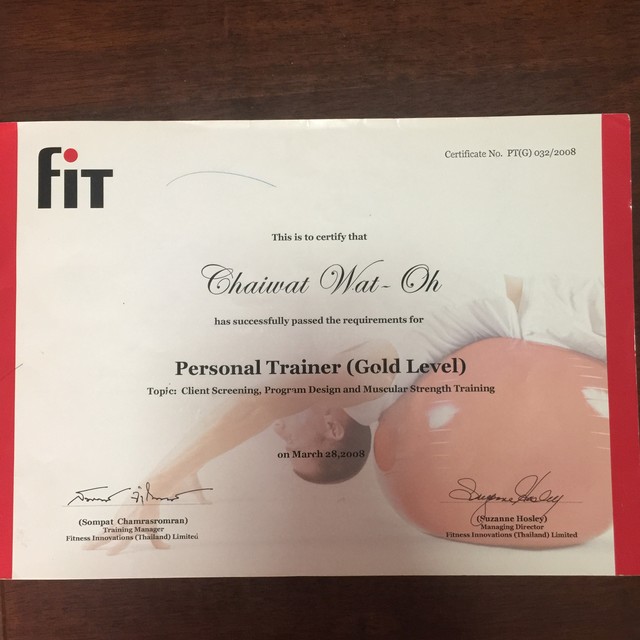 fiT
Certificate No. PT(G) 032/2008
This is to certify that
Chaiwat Wat-Oh
has successfully passed the requirements for
Personal Trainer (Gold Level)
Topic: Client Screening, Program Design and Muscular Strength Training
on March 28,2008
(Sompat Chamrasromran)
Training Manager
Fitness Innovations (Thailand) Limited
Suzanne Hosley
(Suzanne Hosley)
Managing Director
Fitness Innovations (Thailand) Limited